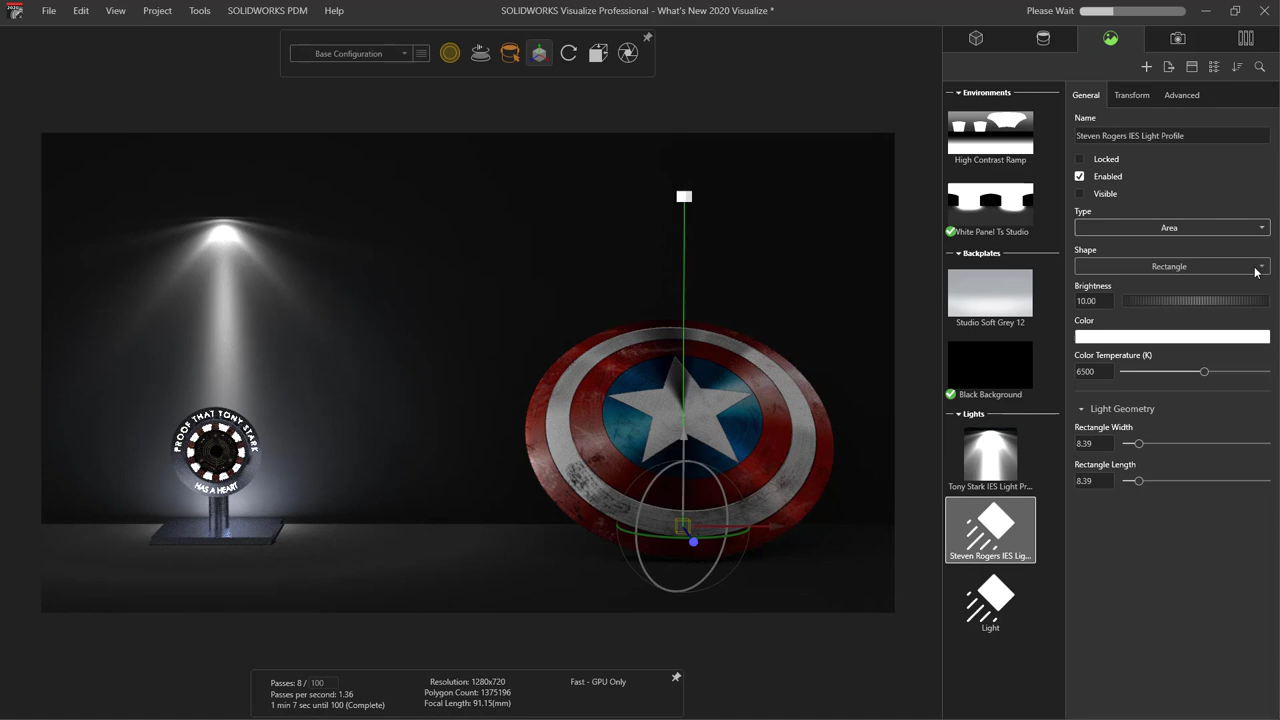 2020
File
Edit
View
Project
Tools
SOLIDWORKS PDM
Help
SOLIDWORKS Visualize Professional - What's New 2020 Visualize *
Please Wait
Base Configuration
General
Transform
Advanced
Environments
High Contrast Ramp
White Panel Ts Studio
Backplates
Studio Soft Grey 12
Black Background
Lights
Tony Stark IES Light Pr...
Steven Rogers IES Lig...
Light
Name
Steven Rogers IES Light Profile
Locked
Enabled
Visible
Type
Area
Shape
Rectangle
Brightness
10.00
Color
Color Temperature (K)
6500
Light Geometry
Rectangle Width
8.39
Rectangle Length
8.39
PROOF THAT TONY STARK
HAS A HEART
Passes: 8 / 100
Passes per second: 1.36
1 min 7 sec until 100 (Complete)
Resolution: 1280x720
Polygon Count: 1375196
Focal Length: 91.15(mm)
Fast - GPU Only